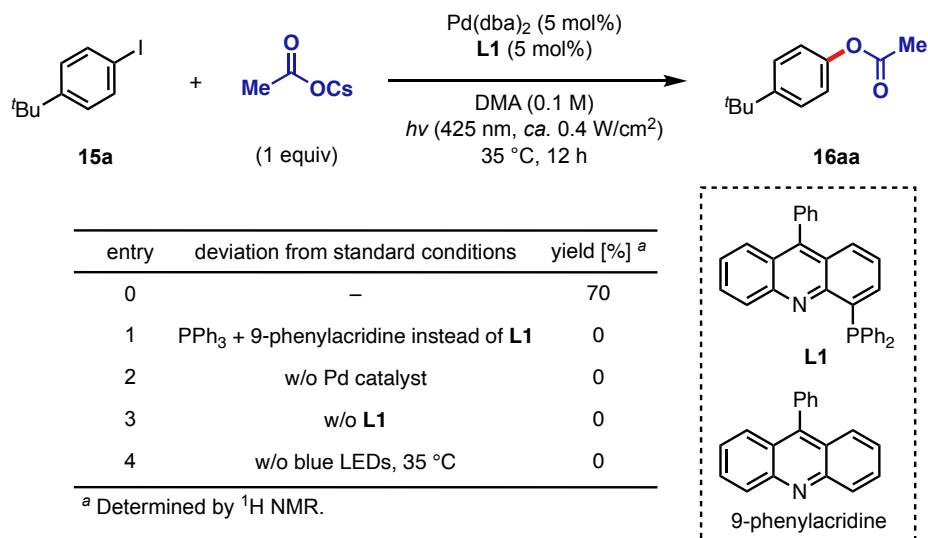 Pd(dba)₂ (5 mol%)
L1 (5 mol%)
I
ᵗBu
+
O
Me OCs
DMA (0.1 M)
hv (425 nm, ca. 0.4 W/cm²)
35 °C, 12 h
O Me
O
ᵗBu
15a
(1 equiv)
16aa
entry deviation from standard conditions yield [%] ᵃ
0 – 70
1 PPh₃ + 9-phenylacridine instead of L1 0
2 w/o Pd catalyst 0
3 w/o L1 0
4 w/o blue LEDs, 35 °C 0
ᵃ Determined by ¹H NMR.
Ph
N
PPh₂
L1
Ph
N
9-phenylacridine